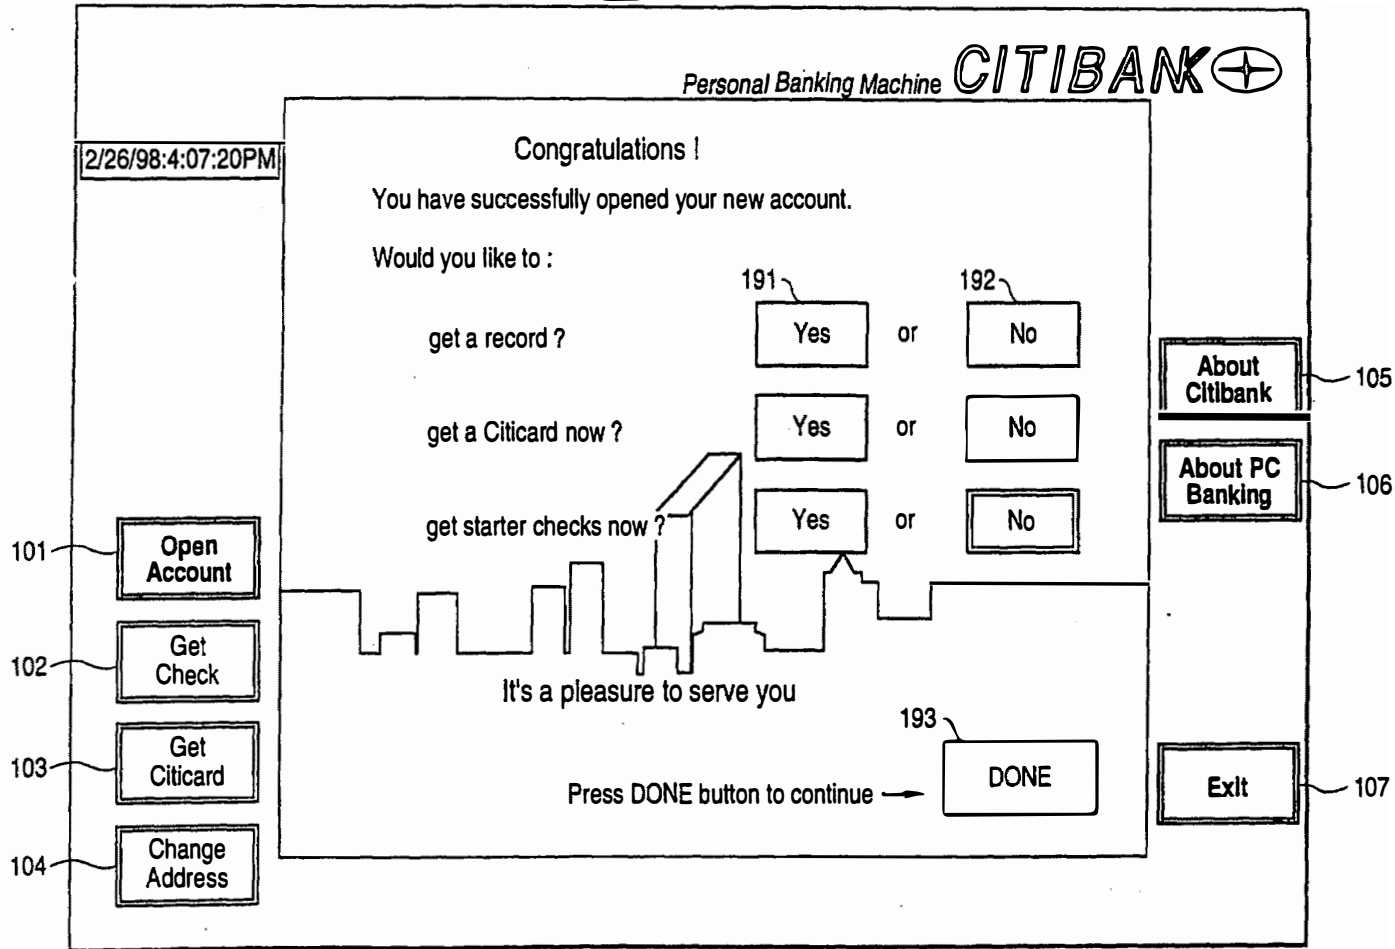 Personal Banking Machine CITIBANK
2/26/98:4:07:20PM
Congratulations !
You have successfully opened your new account.
Would you like to :
191
192
get a record ?
Yes
or
No
get a Citicard now ?
Yes
or
No
get starter checks now ?
Yes
or
No
It's a pleasure to serve you
193
Press DONE button to continue
DONE
101
Open
Account
102
Get
Check
103
Get
Citicard
104
Change
Address
About
Citibank
105
About PC
Banking
106
Exit
107